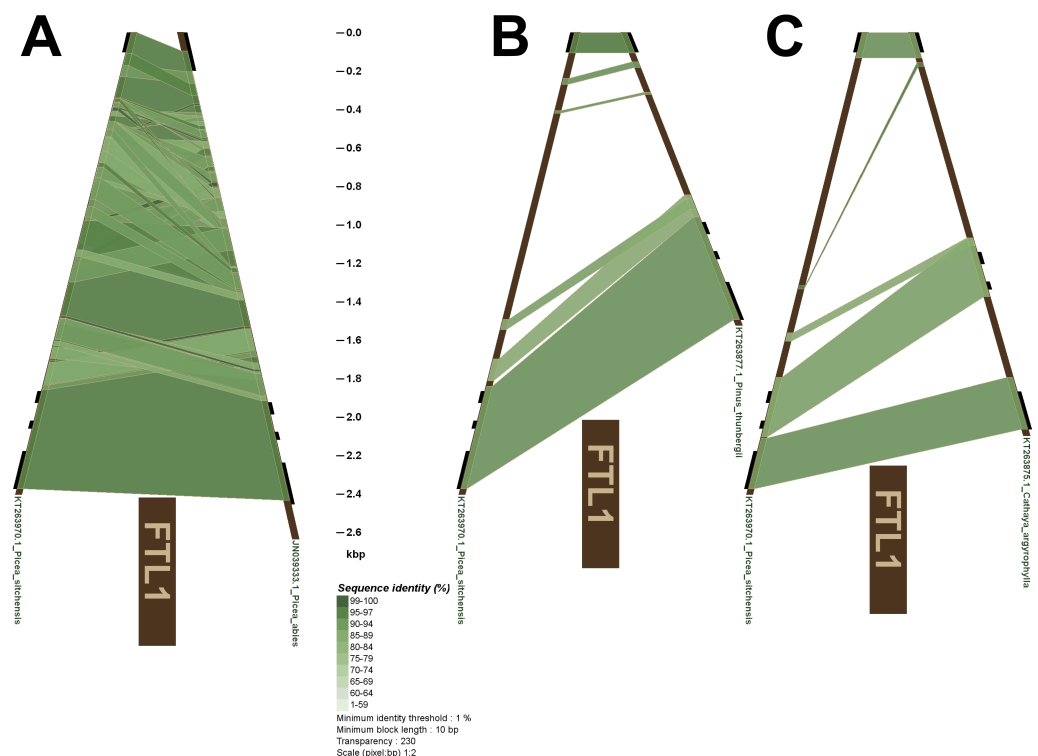 A
B
C
0.0
0.2
0.4
0.6
0.8
1.0
1.2
1.4
1.6
1.8
2.0
2.2
2.4
2.6
kbp
KT263970.1_Picea_sitchensis
FTL1
JN039333.1_Picea_abies
KT263970.1_Picea_sitchensis
FTL1
KT263877.1_Pinus_thunbergii
KT263970.1_Picea_sitchensis
FTL1
KT263875.1_Cathaya_argyrophylla
Sequence identity (%)
99-100
95-97
90-94
85-89
80-84
75-79
70-74
65-69
60-64
1-59
Minimum identity threshold : 1 %
Minimum block length : 10 bp
Transparency : 230
Scale (pixel:bp) 1:2